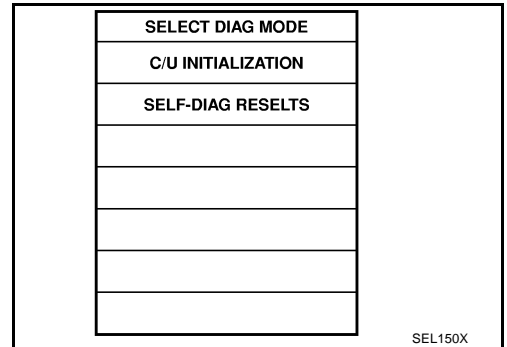 SELECT DIAG MODE
C/U INITIALIZATION
SELF-DIAG RESELTS
SEL150X